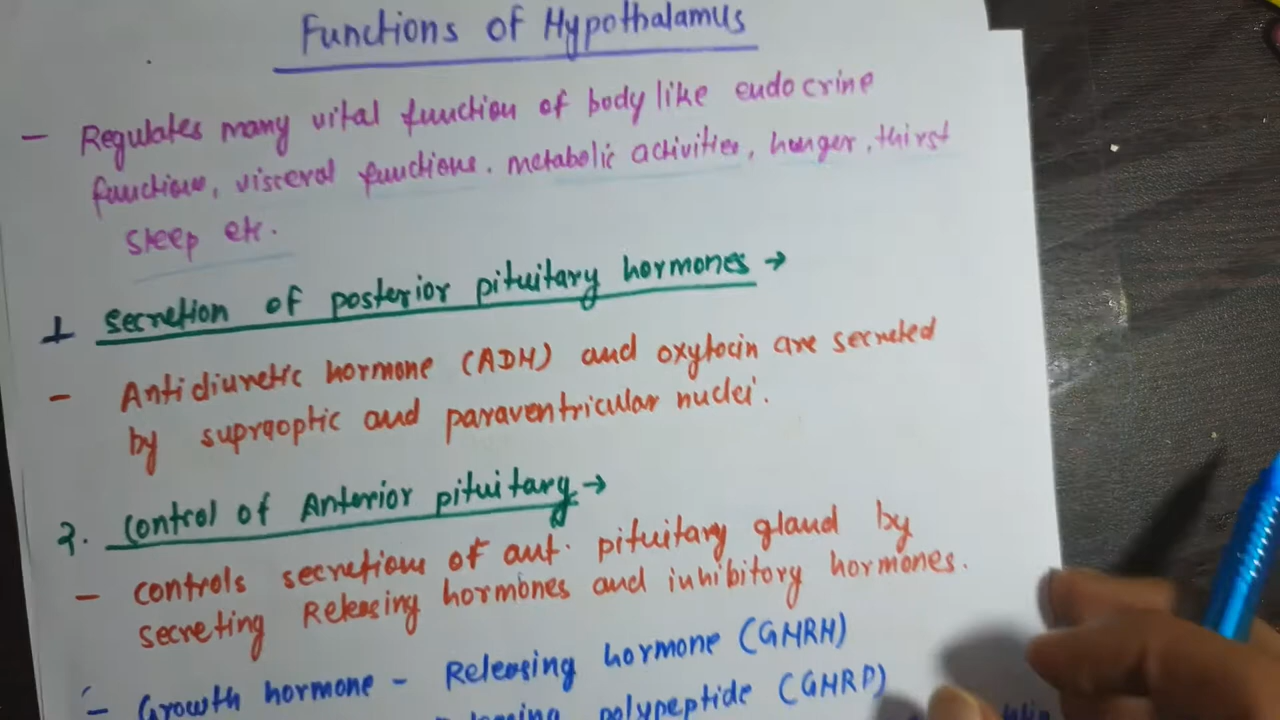 Functions of Hypothalamus
- Regulates many vital function of body like endocrine
functions, visceral functions. metabolic activities, hunger, thirst
sleep etc.
1 Secretion of posterior pituitary hormones →
- Antidiuretic hormone (ADH) and oxytocin are secreted
by supraoptic and paraventricular nuclei.
2. Control of Anterior pituitary →
- controls secretions of ant. pituitary gland by
secreting Releasing hormones and inhibitory hormones.
- Growth hormone - Releasing hormone (GHRH)
polypeptide (GHRP)